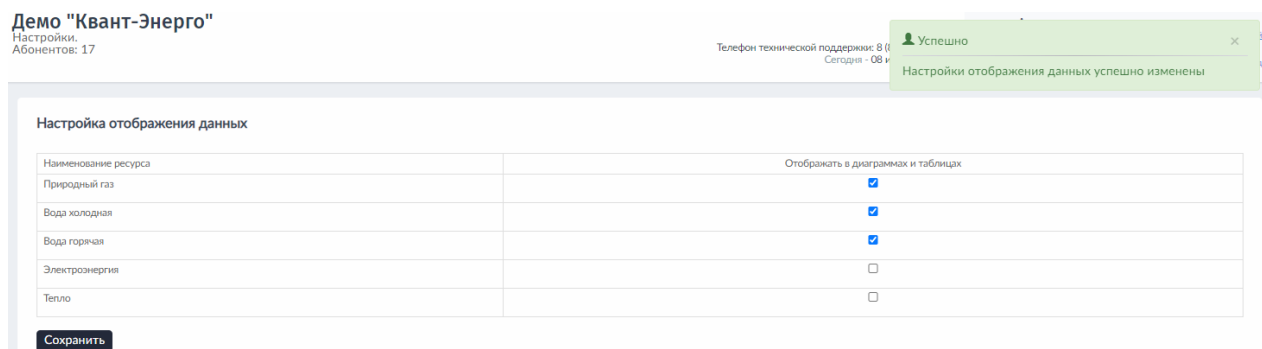 Демо "Квант-Энерго"
Настройки.
Абонентов: 17
Телефон технической поддержки: 8
Сегодня - 08
Успешно ×
Настройки отображения данных успешно изменены
Настройка отображения данных
Наименование ресурса Отображать в диаграммах и таблицах
Природный газ
Вода холодная
Вода горячая
Электроэнергия
Тепло
Сохранить